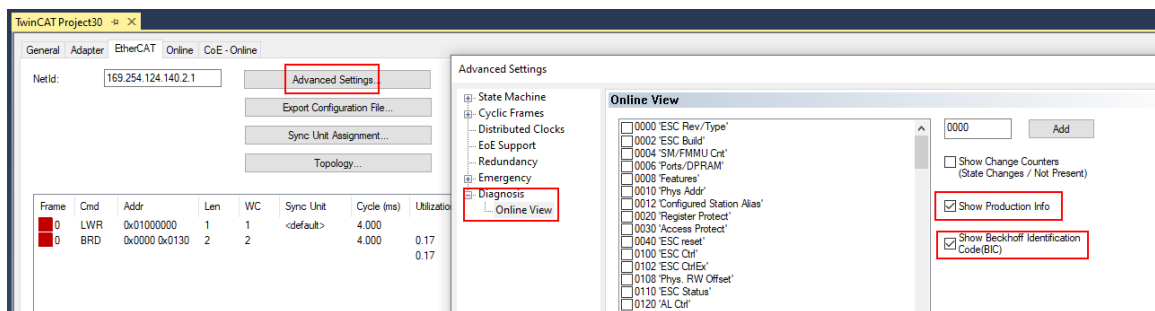 TwinCAT Project30
General Adapter EtherCAT Online CoE - Online
NetId: 169.254.124.140.2.1
Advanced Settings...
Export Configuration File...
Sync Unit Assignment...
Topology...
Frame Cmd Addr Len WC Sync Unit Cycle (ms) Utilizatio
0 LWR 0x01000000 1 1 <default> 4.000
0 BRD 0x0000 0x0130 2 2 4.000 0.17
0.17
Advanced Settings
State Machine
Cyclic Frames
Distributed Clocks
EoE Support
Redundancy
Emergency
Diagnosis
Online View
Online View
0000 'ESC Rev/Type'
0002 'ESC Build'
0004 'SM/FMMU Cnt'
0006 'Ports/DPRAM'
0008 'Features'
0010 'Phys Addr'
0012 'Configured Station Alias'
0020 'Register Protect'
0030 'Access Protect'
0040 'ESC reset'
0100 'ESC Ctrl'
0102 'ESC CtrlEx'
0108 'Phys. RW Offset'
0110 'ESC Status'
0120 'AL Ctrl'
0000 Add
Show Change Counters
(State Changes / Not Present)
Show Production Info
Show Beckhoff Identification
Code(BIC)